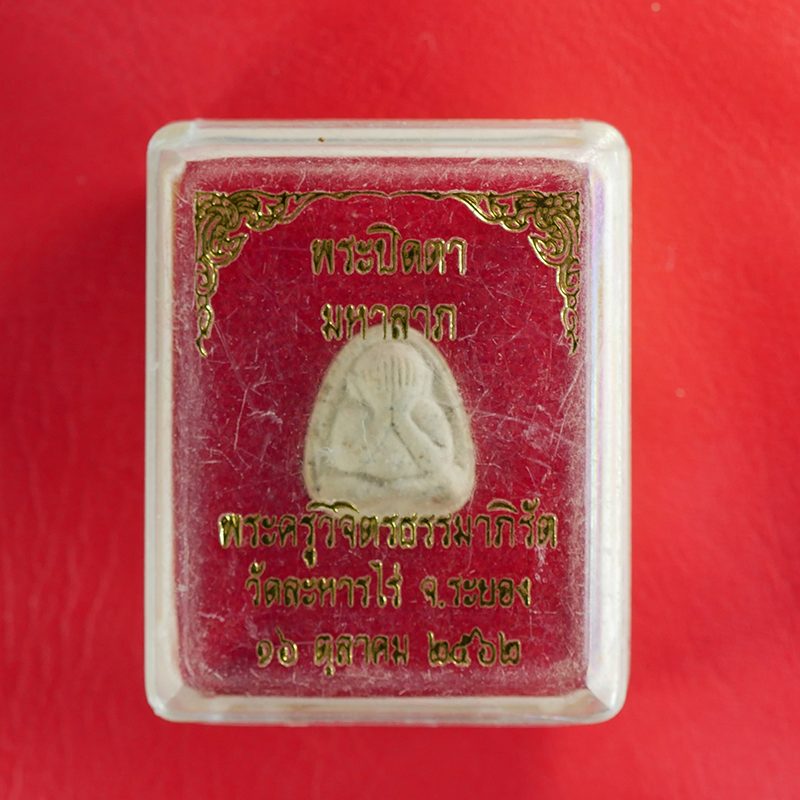 พระปิดตา
มหาลาภ
พระครูวิจิตรธรรมาภิรัต
วัดละหารไร่ จ.ระยอง
๑๖ ตุลาคม ๒๕๖๒